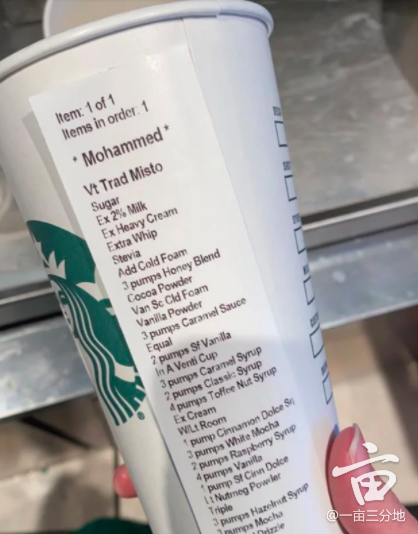 Item: 1 of 1
Items in order: 1
* Mohammed *
Vt Trad Misto
Sugar
Ex 2% Milk
Ex Heavy Cream
Extra Whip
Stevia
Add Cold Foam
3 pumps Honey Blend
Cocoa Powder
Van Sc Cld Foam
Vanilla Powder
3 pumps Caramel Sauce
Equal
2 pumps Sf Vanilla
In A Venti Cup
3 pumps Caramel Syrup
2 pumps Classic Syrup
4 pumps Toffee Nut Syrup
Ex Cream
W/Lt Room
1 pump Cinnamon Dolce
3 pumps White Mocha
2 pumps Raspberry Syrup
4 pumps Vanilla
1 pump Sf Cinn Dolce
Lt Nutmeg Powder
Triple
3 pumps Hazelnut Syrup
pumps Mocha
Drizzle
亩
@一亩三分地